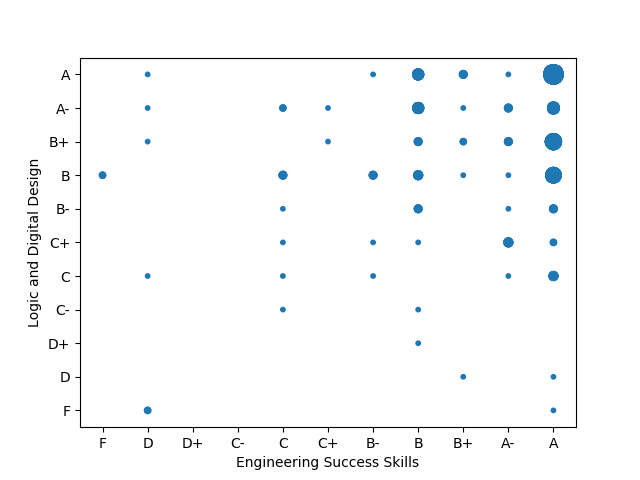 A
A-
B+
B
B-
C+
C
C-
D+
D
F
Logic and Digital Design
F D D+ C- C C+ B- B B+ A- A
Engineering Success Skills